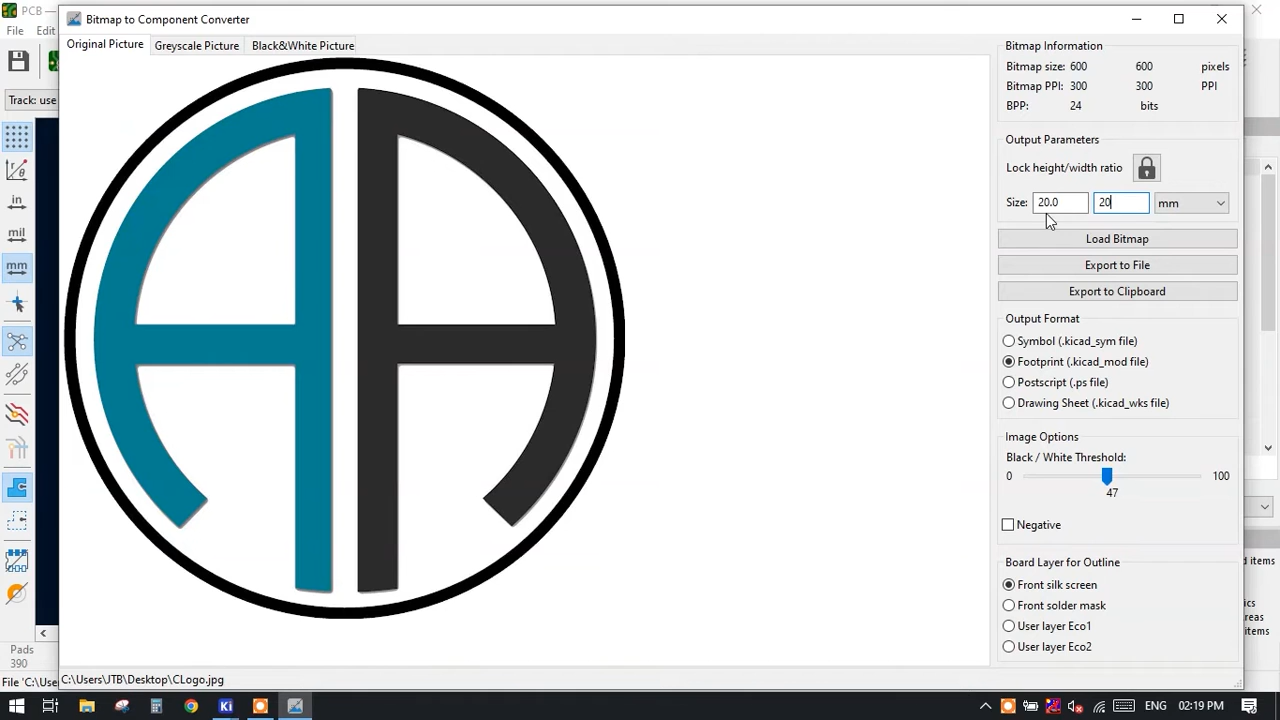 PCB —
Bitmap to Component Converter
File
Edit
Original Picture
Greyscale Picture
Black&White Picture
Track: use
in
mil
mm
Bitmap Information
Bitmap size: 600 600 pixels
Bitmap PPI: 300 300 PPI
BPP: 24 bits
Output Parameters
Lock height/width ratio
Size: 20.0 20 mm
Load Bitmap
Export to File
Export to Clipboard
Output Format
Symbol (.kicad_sym file)
Footprint (.kicad_mod file)
Postscript (.ps file)
Drawing Sheet (.kicad_wks file)
Image Options
Black / White Threshold:
0 100
47
Negative
Board Layer for Outline
Front silk screen
Front solder mask
User layer Eco1
User layer Eco2
d items
items
Pads
390
File 'C:\Use
C:\Users\JTB\Desktop\CLogo.jpg
Ki
ENG
02:19 PM